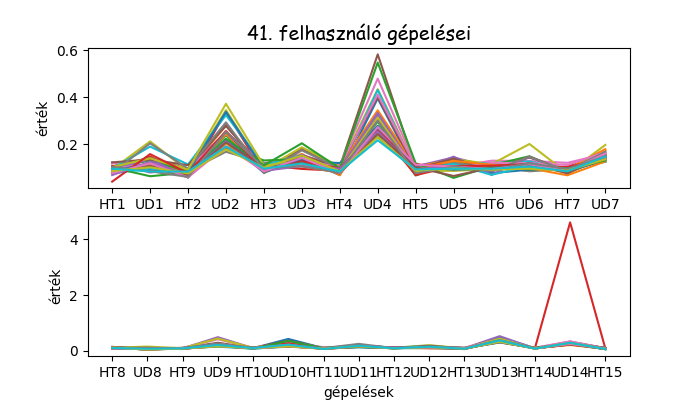 41. felhasználó gépelései
érték
0.6
0.4
0.2
HT1 UD1 HT2 UD2 HT3 UD3 HT4 UD4 HT5 UD5 HT6 UD6 HT7 UD7
érték
4
2
0
HT8 UD8 HT9 UD9 HT10 UD10 HT11 UD11 HT12 UD12 HT13 UD13 HT14 UD14 HT15
gépelések